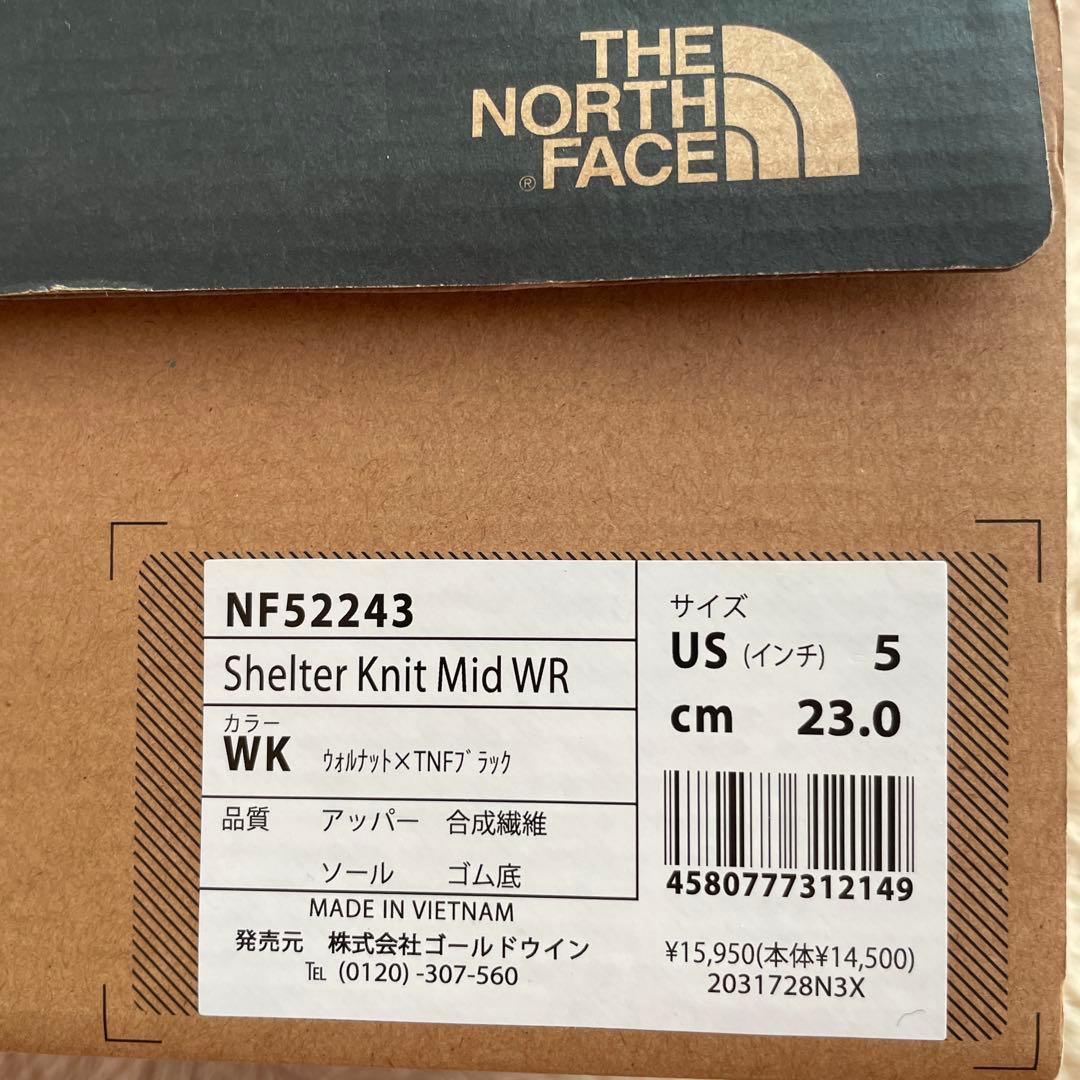 THE
NORTH
FACE
®
NF52243
Shelter Knit Mid WR
カラー
WK ウォルナット×TNFブラック
品質 アッパー 合成繊維
ソール ゴム底
MADE IN VIETNAM
発売元 株式会社ゴールドウイン
TEL (0120) -307-560
サイズ
US (インチ) 5
cm 23.0
4580777312149
¥15,950(本体¥14,500)
2031728N3X